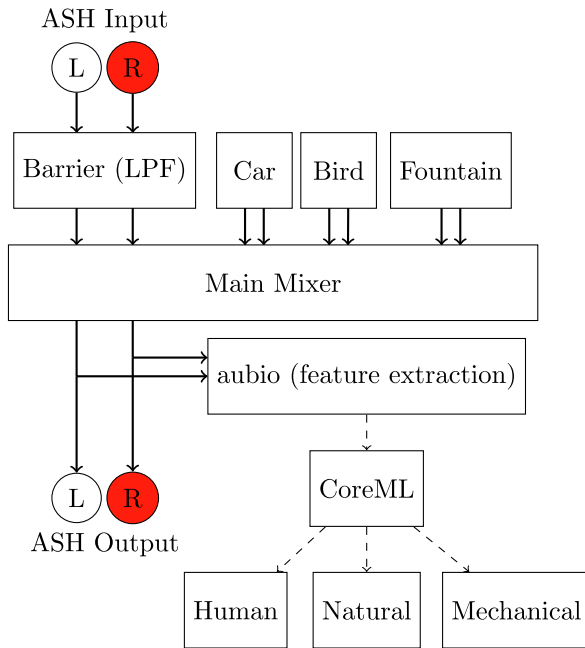 ASH Input
L R
Barrier (LPF) Car Bird Fountain
Main Mixer
aubio (feature extraction)
CoreML
L R
ASH Output
Human Natural Mechanical